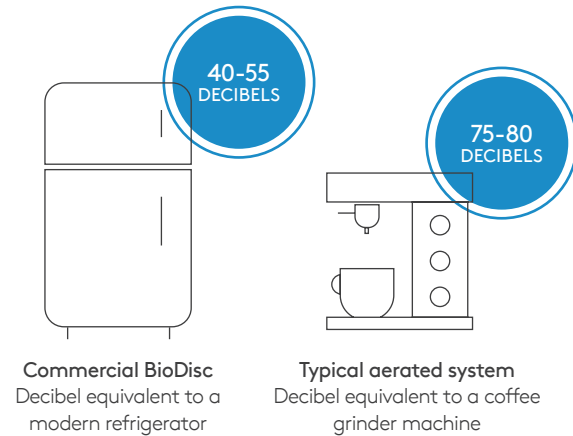 40-55
DECIBELS
75-80
DECIBELS
Commercial BioDisc
Decibel equivalent to a
modern refrigerator
Typical aerated system
Decibel equivalent to a coffee
grinder machine